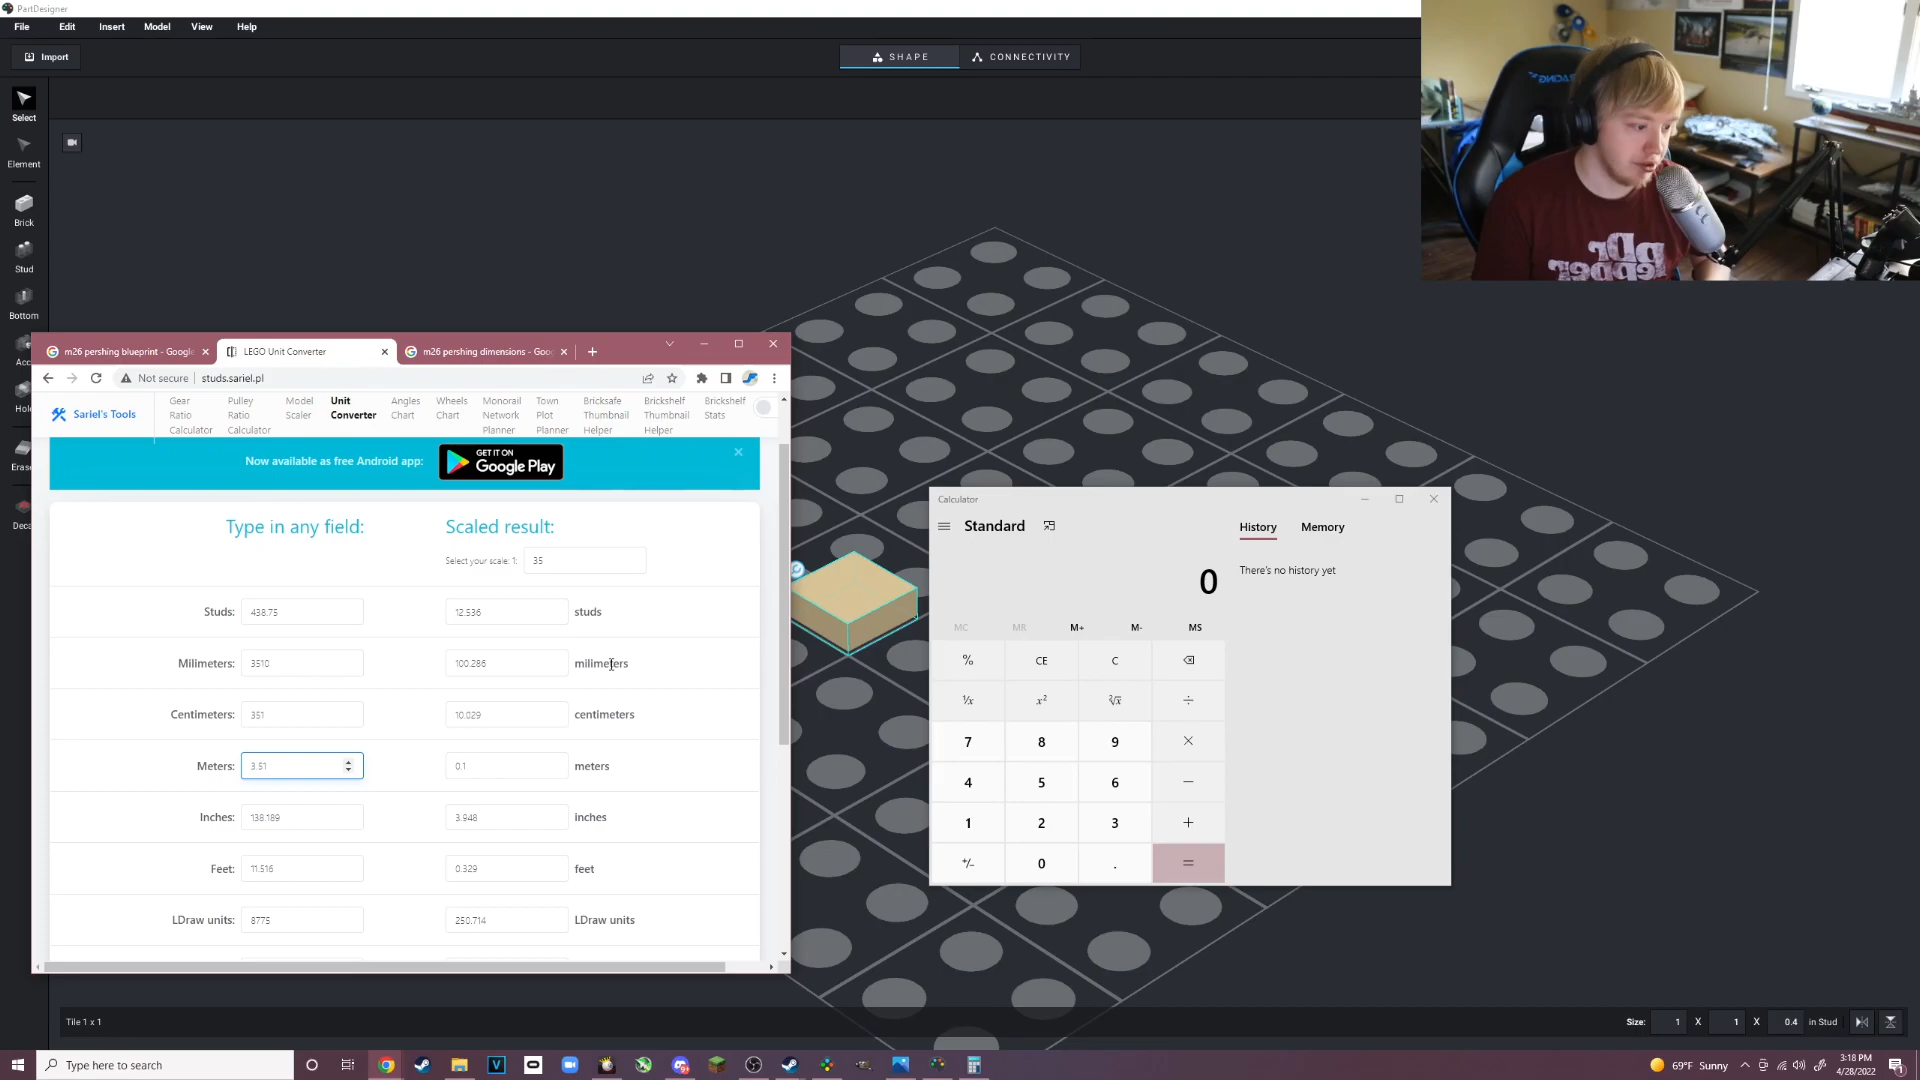 PartDesigner
File Edit Insert Model View Help
Import
SHAPE CONNECTIVITY
Select
Element
Brick
Stud
Bottom
m26 pershing blueprint - Google
LEGO Unit Converter
m26 pershing dimensions - Goo
Not secure studs.sariel.pl
Sariel's Tools
Gear Ratio Calculator
Pulley Ratio Calculator
Model Scaler
Unit Converter
Angles Chart
Wheels Chart
Monorail Network Planner
Town Plot Planner
Bricksafe Thumbnail Helper
Brickshelf Thumbnail Helper
Brickshelf Stats
Now available as free Android app:
GET IT ON
Google Play
Type in any field: Scaled result:
Select your scale: 1: 35
Studs: 438.75 12.536 studs
Milimeters: 3510 100.286 milimeters
Centimeters: 351 10.029 centimeters
Meters: 3.51 0.1 meters
Inches: 138.189 3.948 inches
Feet: 11.516 0.329 feet
LDraw units: 8775 250.714 LDraw units
Calculator
Standard
History Memory
There's no history yet
0
MC MR M+ M- MS
% CE C
1/x x² ²√x ÷
7 8 9 ×
4 5 6 −
1 2 3 +
+/− 0 . =
Tile 1 x 1
Size: 1 X 1 X 0.4 in Stud
Type here to search
69°F Sunny
3:18 PM
4/28/2022